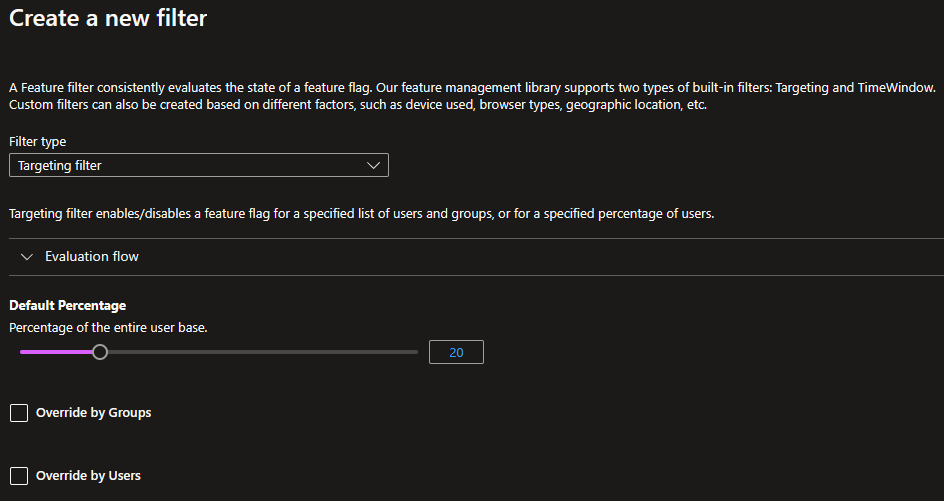 Create a new filter
A Feature filter consistently evaluates the state of a feature flag. Our feature management library supports two types of built-in filters: Targeting and TimeWindow.
Custom filters can also be created based on different factors, such as device used, browser types, geographic location, etc.
Filter type
Targeting filter
Targeting filter enables/disables a feature flag for a specified list of users and groups, or for a specified percentage of users.
Evaluation flow
Default Percentage
Percentage of the entire user base.
20
Override by Groups
Override by Users